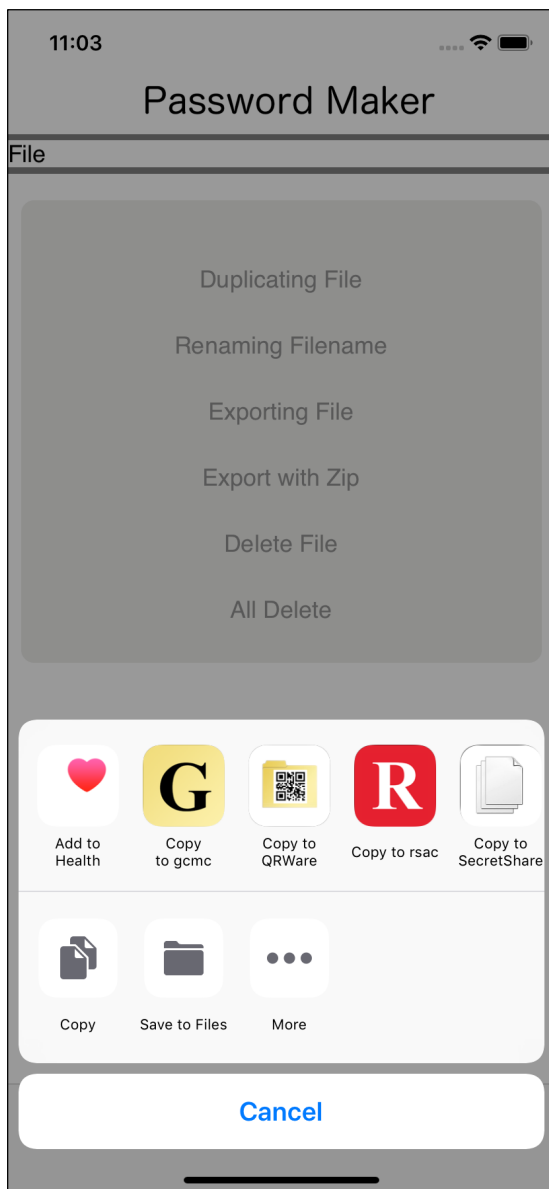 11:03
Password Maker
File
Duplicating File
Renaming Filename
Exporting File
Export with Zip
Delete File
All Delete
G
R
Add to
Health
Copy
to gcmc
Copy to
QRWare
Copy to rsac
Copy to
SecretShare
Copy
Save to Files
More
Cancel